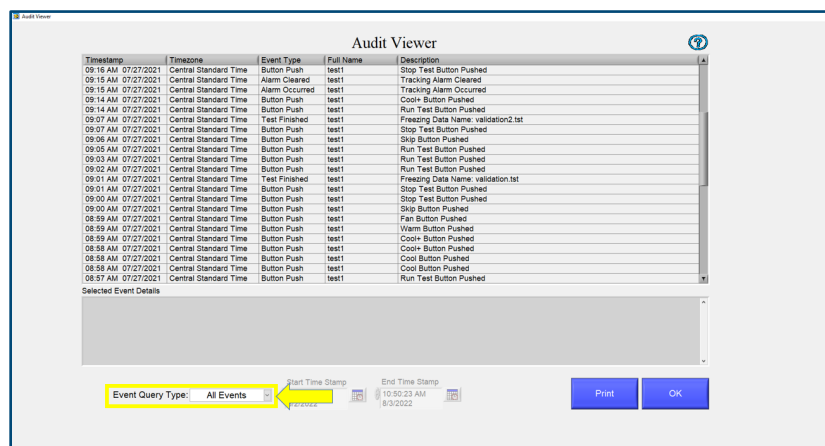 Audit Viewer
Audit Viewer
Timestamp Timezone Event Type Full Name Description
09:16 AM 07/27/2021 Central Standard Time Button Push test1 Stop Test Button Pushed
09:15 AM 07/27/2021 Central Standard Time Alarm Cleared test1 Tracking Alarm Cleared
09:15 AM 07/27/2021 Central Standard Time Alarm Occurred test1 Tracking Alarm Occurred
09:14 AM 07/27/2021 Central Standard Time Button Push test1 Cool+ Button Pushed
09:14 AM 07/27/2021 Central Standard Time Button Push test1 Run Test Button Pushed
09:07 AM 07/27/2021 Central Standard Time Test Finished test1 Freezing Data Name: validation2.tst
09:07 AM 07/27/2021 Central Standard Time Button Push test1 Stop Test Button Pushed
09:06 AM 07/27/2021 Central Standard Time Button Push test1 Skip Button Pushed
09:05 AM 07/27/2021 Central Standard Time Button Push test1 Run Test Button Pushed
09:03 AM 07/27/2021 Central Standard Time Button Push test1 Run Test Button Pushed
09:02 AM 07/27/2021 Central Standard Time Button Push test1 Run Test Button Pushed
09:01 AM 07/27/2021 Central Standard Time Test Finished test1 Freezing Data Name: validation.tst
09:01 AM 07/27/2021 Central Standard Time Button Push test1 Stop Test Button Pushed
09:00 AM 07/27/2021 Central Standard Time Button Push test1 Stop Test Button Pushed
09:00 AM 07/27/2021 Central Standard Time Button Push test1 Skip Button Pushed
08:59 AM 07/27/2021 Central Standard Time Button Push test1 Fan Button Pushed
08:59 AM 07/27/2021 Central Standard Time Button Push test1 Warm Button Pushed
08:59 AM 07/27/2021 Central Standard Time Button Push test1 Cool+ Button Pushed
08:58 AM 07/27/2021 Central Standard Time Button Push test1 Cool+ Button Pushed
08:58 AM 07/27/2021 Central Standard Time Button Push test1 Cool Button Pushed
08:58 AM 07/27/2021 Central Standard Time Button Push test1 Cool Button Pushed
08:57 AM 07/27/2021 Central Standard Time Button Push test1 Run Test Button Pushed
Selected Event Details
Start Time Stamp End Time Stamp
Event Query Type: All Events 10:50:23 AM Print OK
8/3/2022